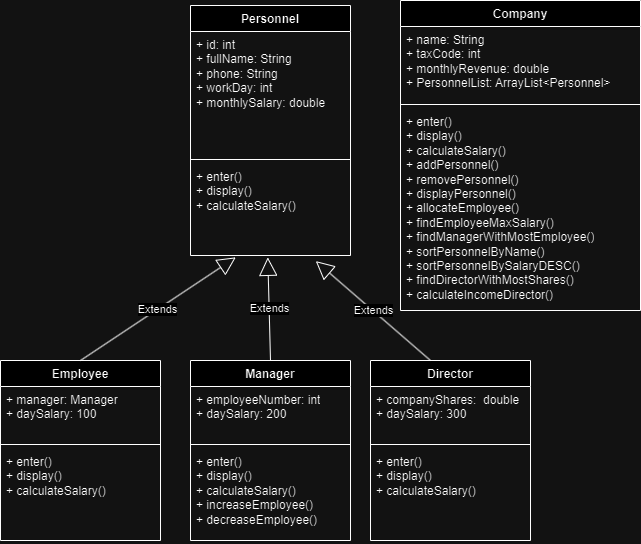 Personnel
+ id: int
+ fullName: String
+ phone: String
+ workDay: int
+ monthlySalary: double
+ enter()
+ display()
+ calculateSalary()
Company
+ name: String
+ taxCode: int
+ monthlyRevenue: double
+ PersonnelList: ArrayList<Personnel>
+ enter()
+ display()
+ calculateSalary()
+ addPersonnel()
+ removePersonnel()
+ displayPersonnel()
+ allocateEmployee()
+ findEmployeeMaxSalary()
+ findManagerWithMostEmployee()
+ sortPersonnelByName()
+ sortPersonnelBySalaryDESC()
+ findDirectorWithMostShares()
+ calculateIncomeDirector()
Extends
Extends
Extends
Employee
+ manager: Manager
+ daySalary: 100
+ enter()
+ display()
+ calculateSalary()
Manager
+ employeeNumber: int
+ daySalary: 200
+ enter()
+ display()
+ calculateSalary()
+ increaseEmployee()
+ decreaseEmployee()
Director
+ companyShares: double
+ daySalary: 300
+ enter()
+ display()
+ calculateSalary()